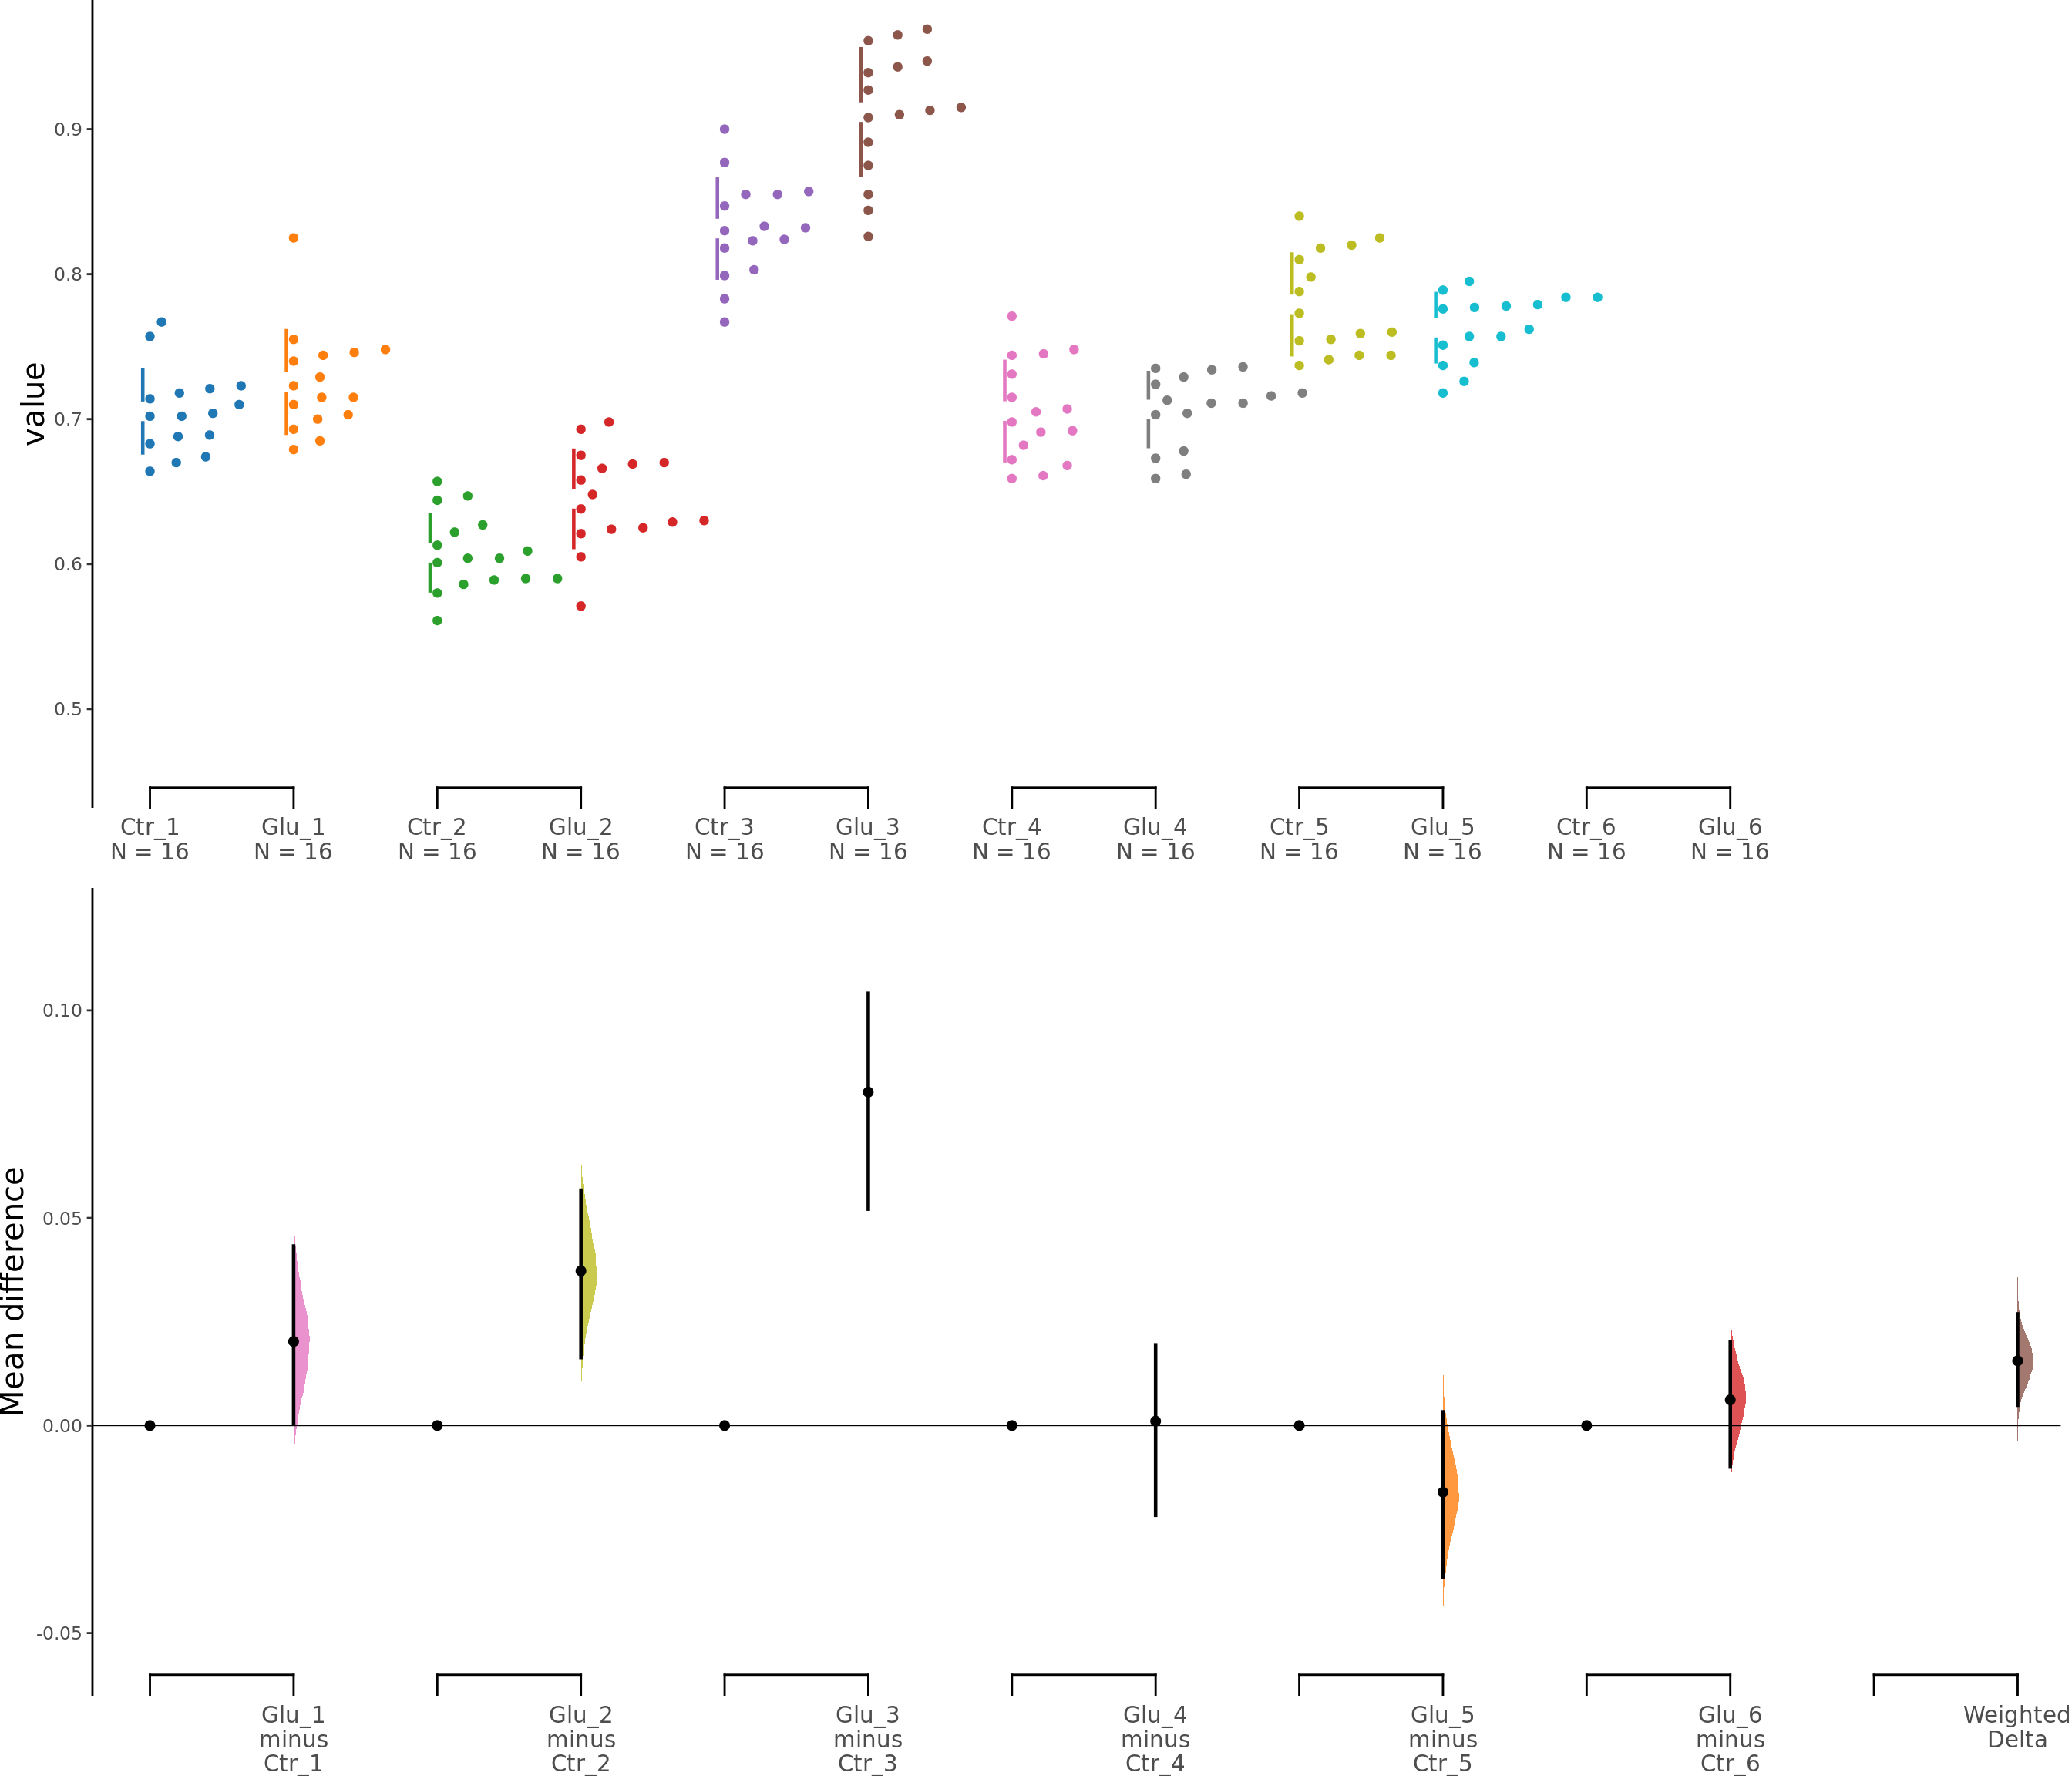 value
0.9
0.8
0.7
0.6
0.5
Ctr_1 Glu_1 Ctr_2 Glu_2 Ctr_3 Glu_3 Ctr_4 Glu_4 Ctr_5 Glu_5 Ctr_6 Glu_6
N = 16 N = 16 N = 16 N = 16 N = 16 N = 16 N = 16 N = 16 N = 16 N = 16 N = 16 N = 16
Mean difference
0.10
0.05
0.00
-0.05
Glu_1 Glu_2 Glu_3 Glu_4 Glu_5 Glu_6 Weighted
minus minus minus minus minus minus Delta
Ctr_1 Ctr_2 Ctr_3 Ctr_4 Ctr_5 Ctr_6